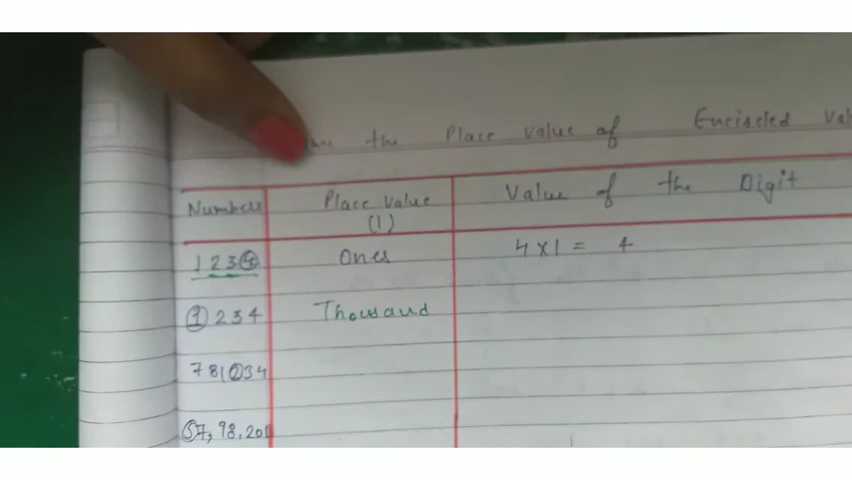 the Place Value of Encircled
Numbers Place Value (1) Value of the Digit
1234 Ones 4 x 1 = 4
1234 Thousand
781234
57,98,201